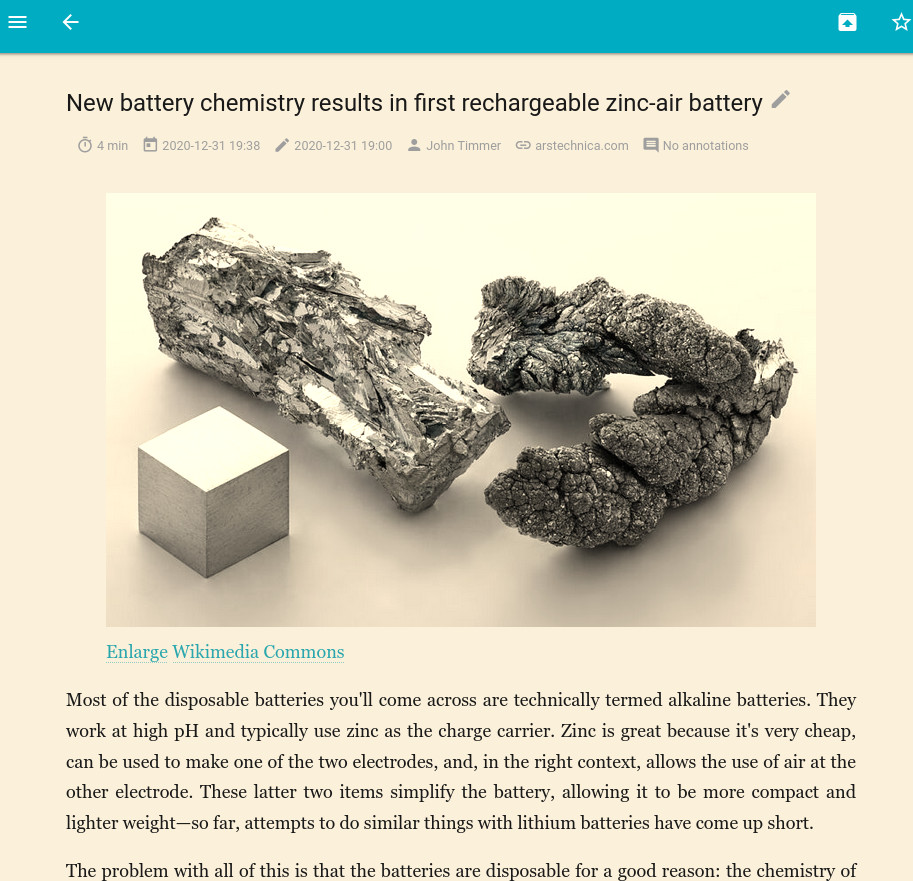 New battery chemistry results in first rechargeable zinc-air battery
4 min 2020-12-31 19:38 2020-12-31 19:00 John Timmer arstechnica.com No annotations
Enlarge Wikimedia Commons
Most of the disposable batteries you'll come across are technically termed alkaline batteries. They
work at high pH and typically use zinc as the charge carrier. Zinc is great because it's very cheap,
can be used to make one of the two electrodes, and, in the right context, allows the use of air at the
other electrode. These latter two items simplify the battery, allowing it to be more compact and
lighter weight—so far, attempts to do similar things with lithium batteries have come up short.
The problem with all of this is that the batteries are disposable for a good reason: the chemistry of